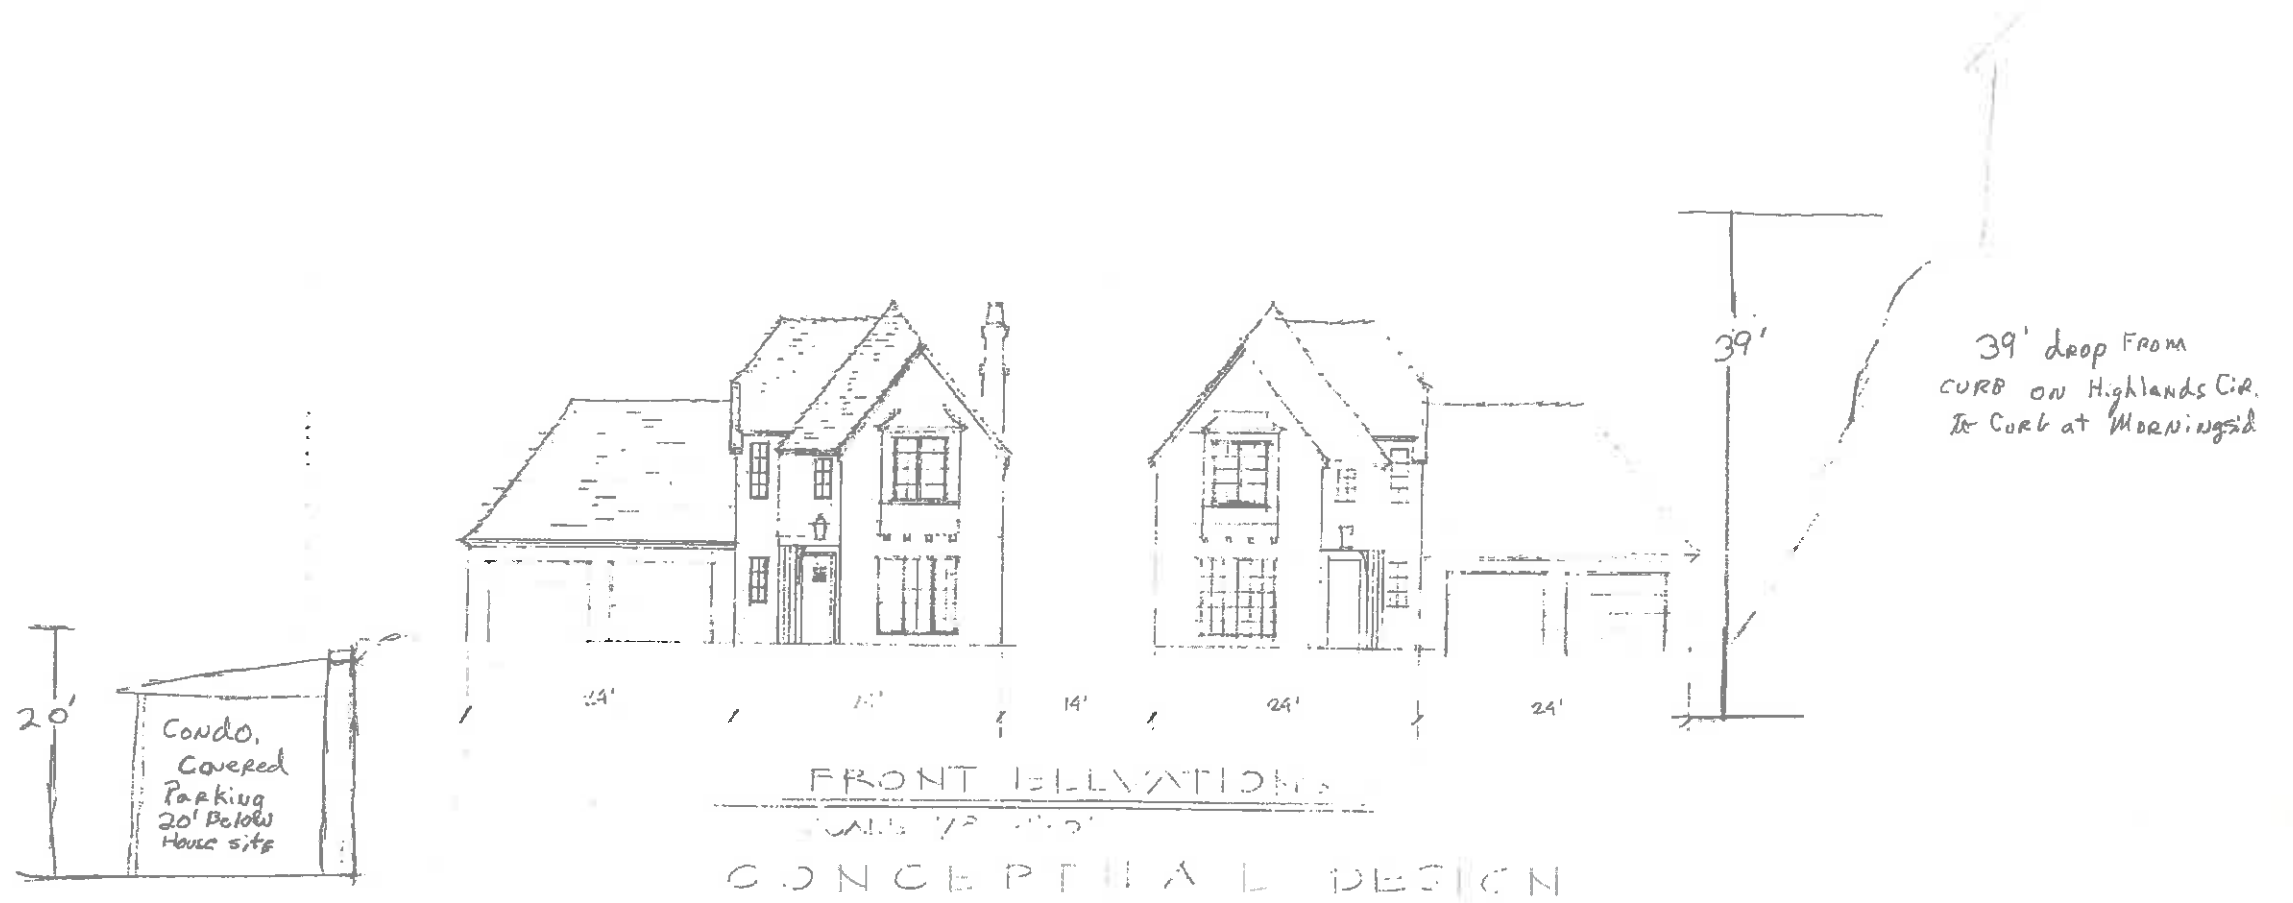 39'
39' drop From
curb on Highlands Cir.
to Curb at Morningsid
20'
Condo,
Covered
Parking
20' Below
House site
24'
14'
24'
24'
FRONT ELEVATIONS
CONCEPTUAL DESIGN